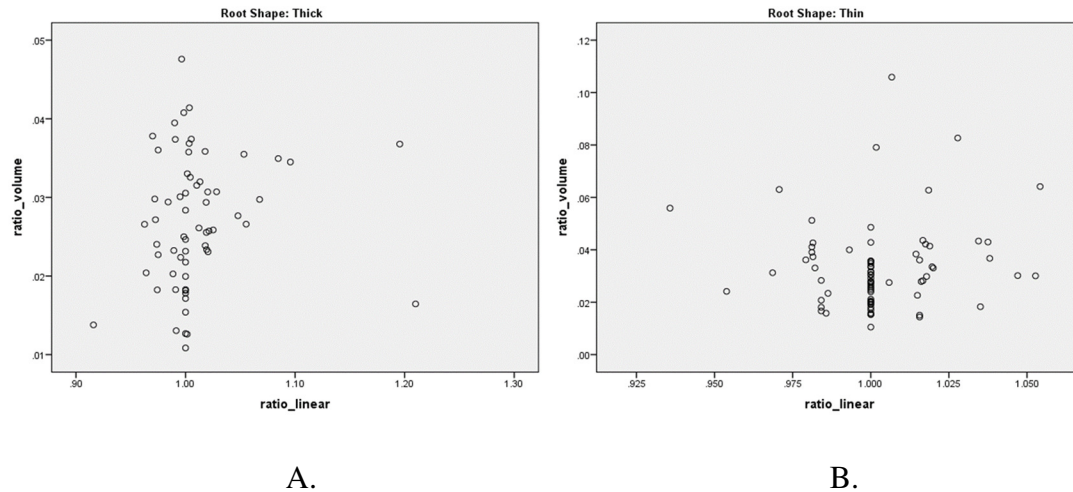 Root Shape: Thick
ratio_volume
.05
.04
.03
.02
.01
.90
1.00
1.10
1.20
1.30
ratio_linear
A.
Root Shape: Thin
ratio_volume
.12
.10
.08
.06
.04
.02
.00
.925
.950
.975
1.000
1.025
1.050
ratio_linear
B.